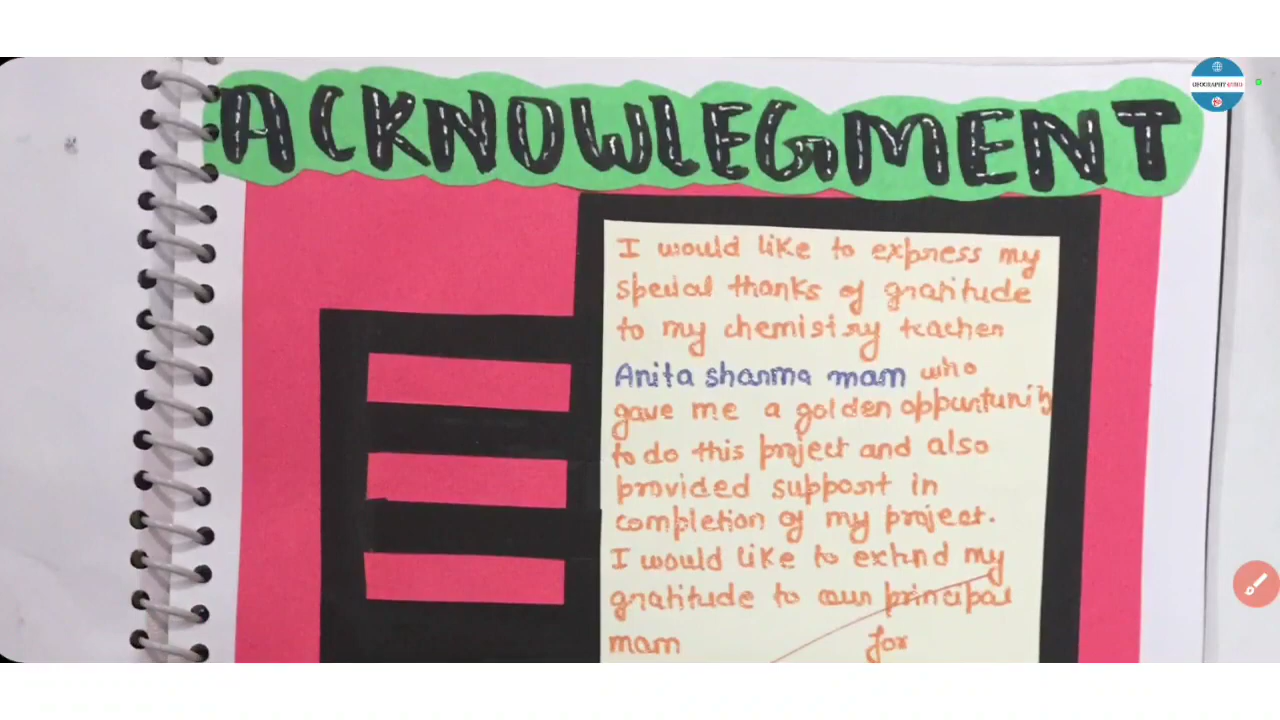 ACKNOWLEGMENT
I would like to express my
special thanks of gratitude
to my chemistry teacher
Anita sharma mam who
gave me a golden opportunity
to do this project and also
provided support in
completion of my project.
I would like to extend my
gratitude to our principal
mam for